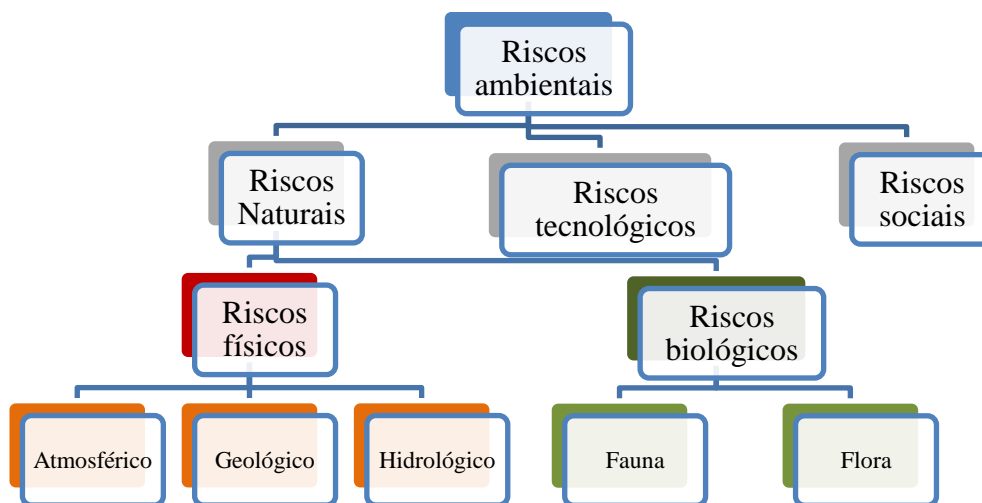 Riscos
ambientais
Riscos
Naturais
Riscos
tecnológicos
Riscos
sociais
Riscos
físicos
Riscos
biológicos
Atmosférico
Geológico
Hidrológico
Fauna
Flora